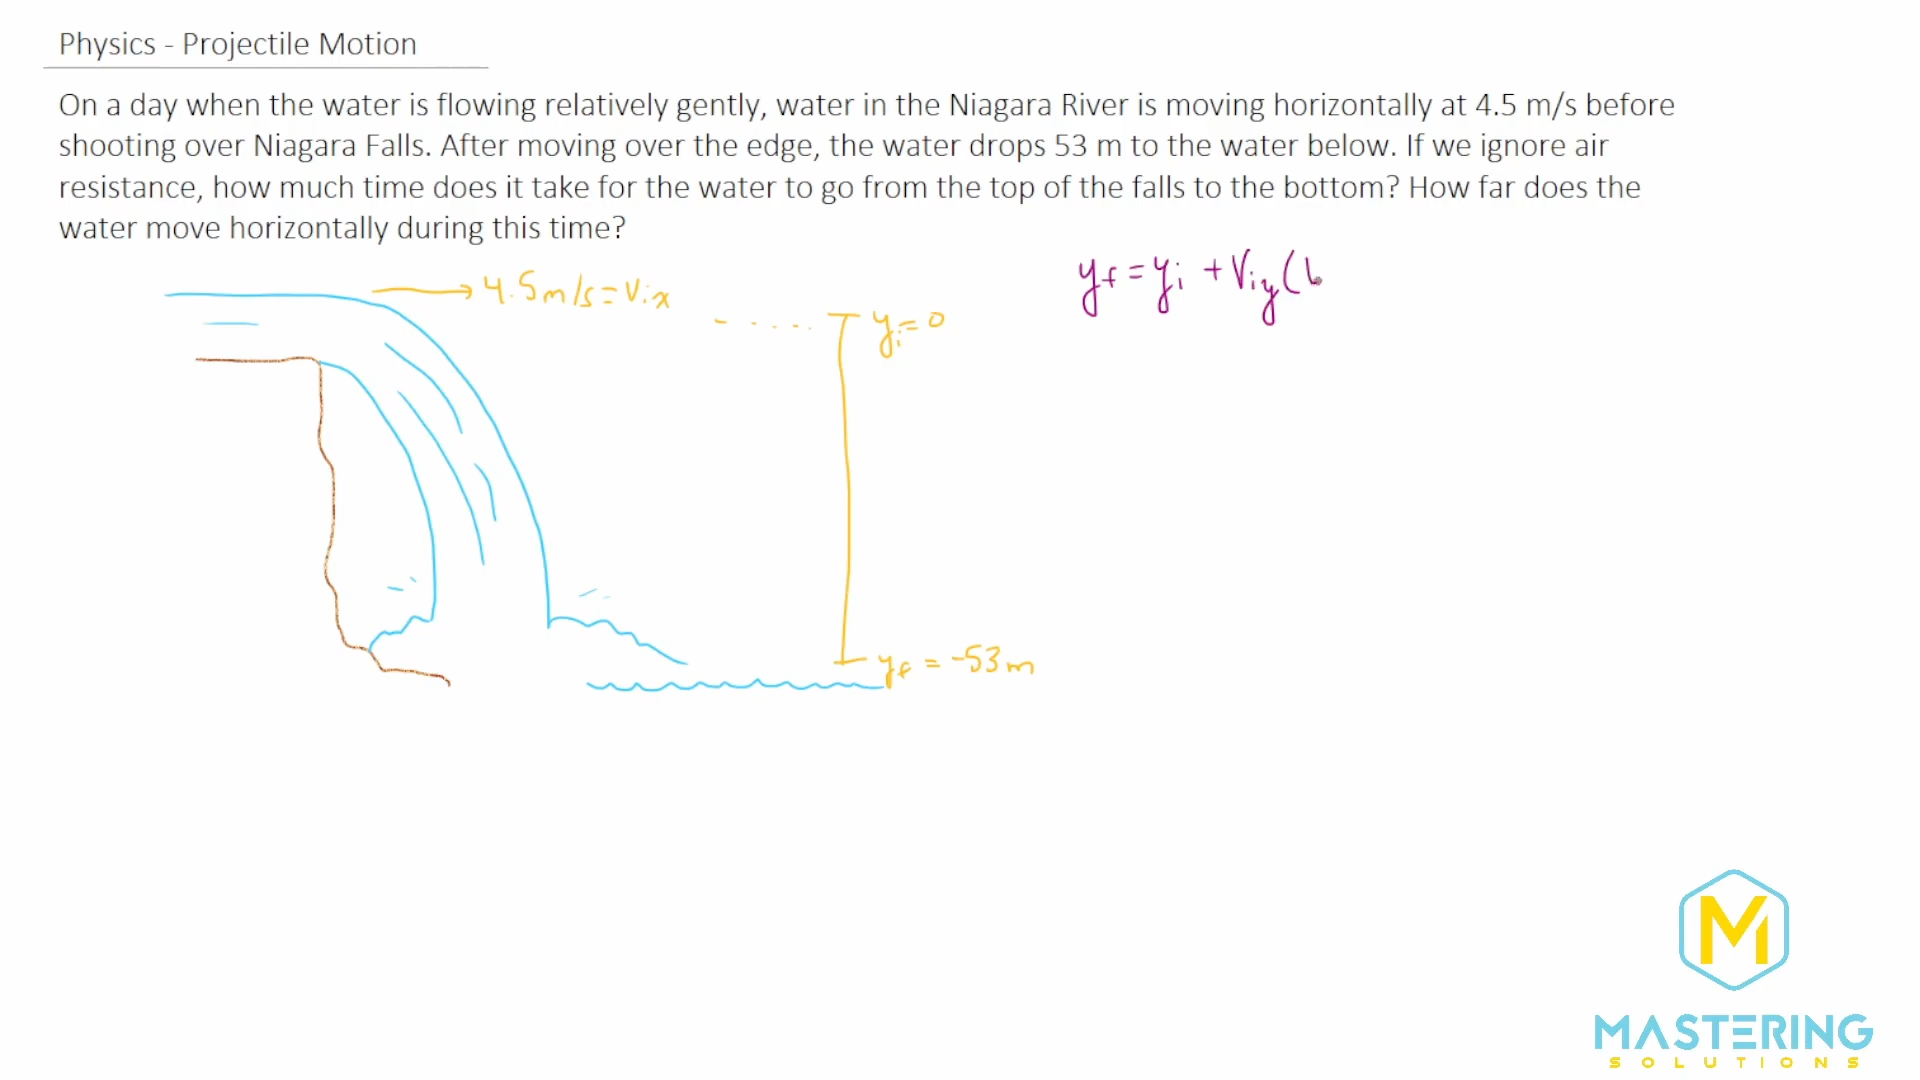 Physics - Projectile Motion
On a day when the water is flowing relatively gently, water in the Niagara River is moving horizontally at 4.5 m/s before
shooting over Niagara Falls. After moving over the edge, the water drops 53 m to the water below. If we ignore air
resistance, how much time does it take for the water to go from the top of the falls to the bottom? How far does the
water move horizontally during this time?
yf = yi + Viy(
4.5m/s = Vix
yi = 0
yf = -53m
M
MASTERING
SOLUTIONS